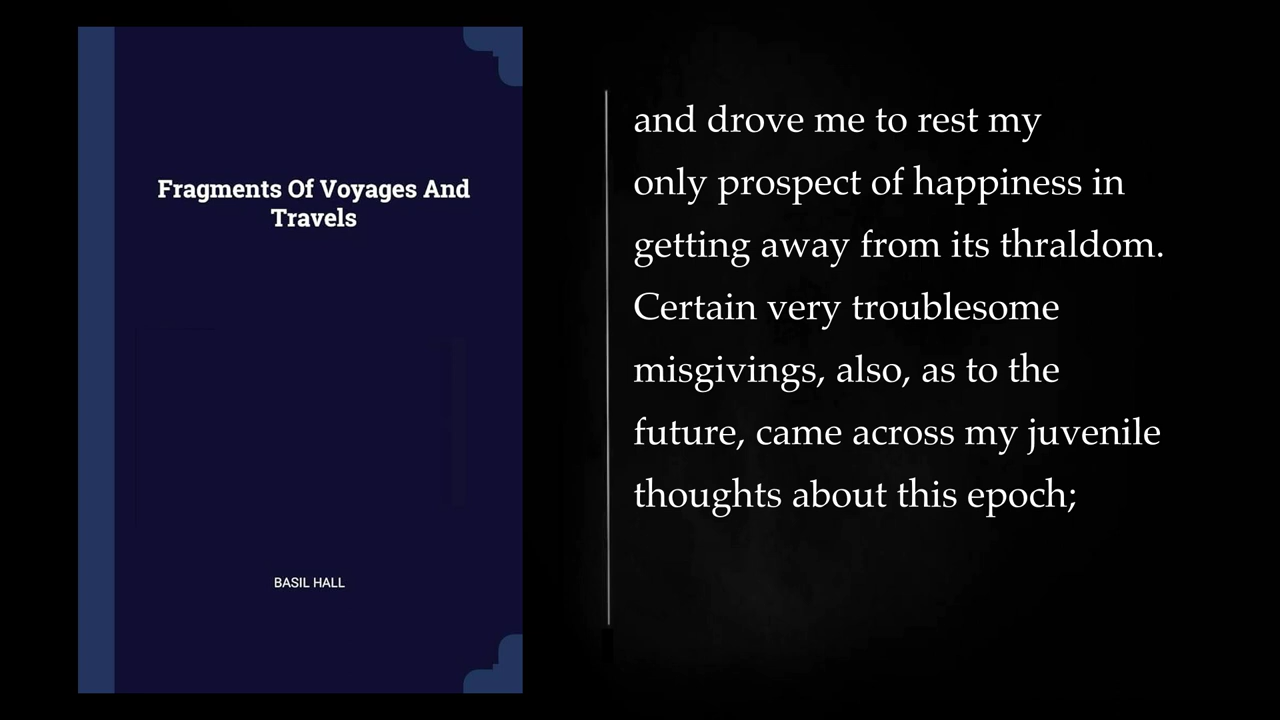 Fragments Of Voyages And
Travels
BASIL HALL
and drove me to rest my
only prospect of happiness in
getting away from its thraldom.
Certain very troublesome
misgivings, also, as to the
future, came across my juvenile
thoughts about this epoch;